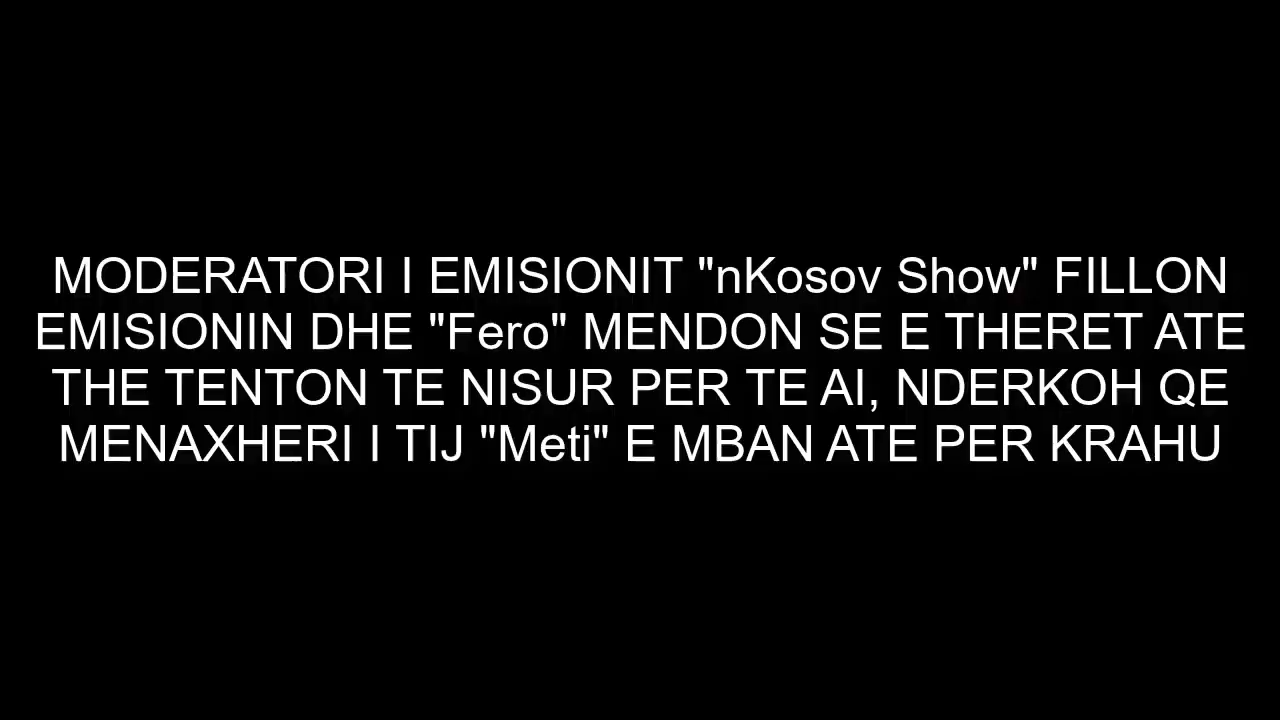 MODERATORI I EMISIONIT "nKosov Show" FILLON
EMISIONIN DHE "Fero" MENDON SE E THERET ATE
THE TENTON TE NISUR PER TE AI, NDERKOH QE
MENAXHERI I TIJ "Meti" E MBAN ATE PER KRAHU